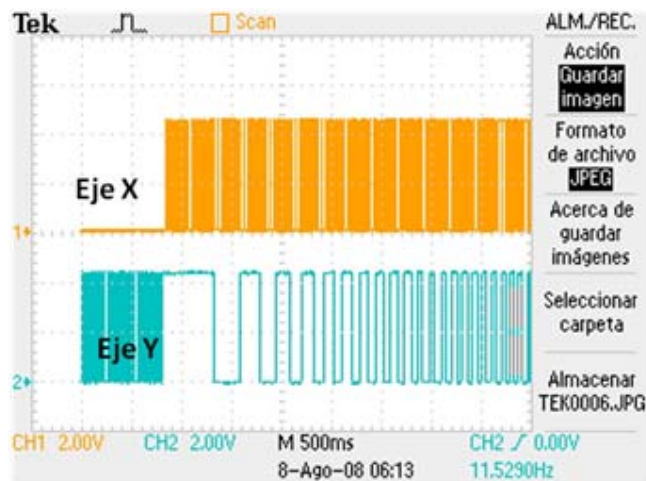 Tek
Scan
ALM./REC.
Acción
Guardar
imagen
Formato
de archivo
JPEG
Acerca de
guardar
imágenes
Seleccionar
carpeta
Almacenar
TEK0006.JPG
Eje X
1
Eje Y
2
CH1 2.00V CH2 2.00V M 500ms CH2 0.00V
8-Ago-08 06:13 11.5290Hz